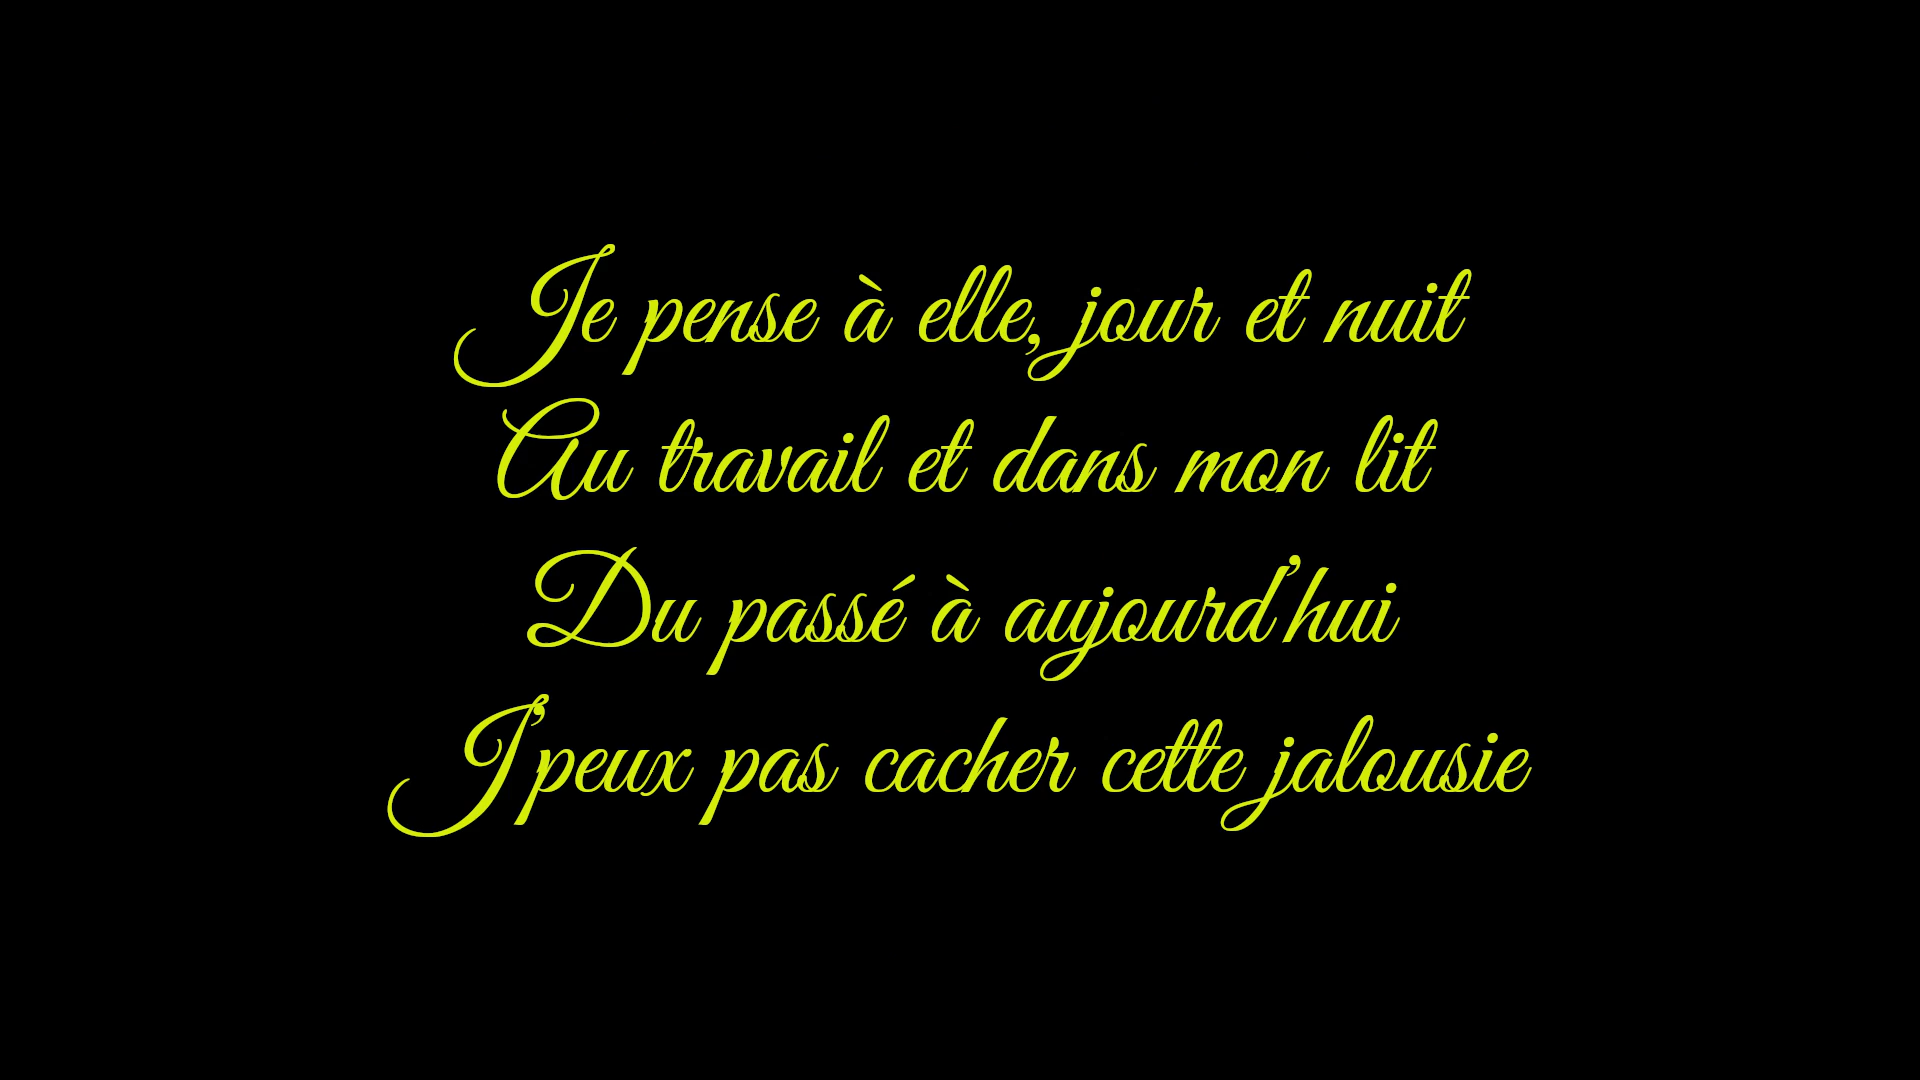 Je pense à elle, jour et nuit
Au travail et dans mon lit
Du passé à aujourd'hui
J'peux pas cacher cette jalousie